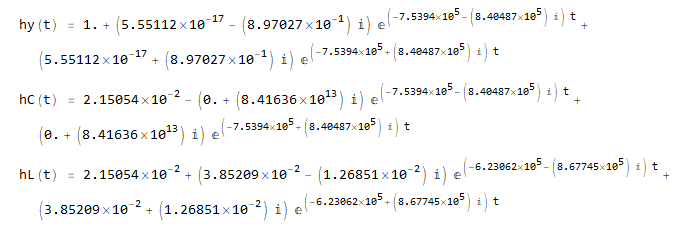 hy(t) = 1. + (5.55112×10^-17 - (8.97027×10^-1) i) e^((-7.5394×10^5 - (8.40487×10^5) i) t) +
(5.55112×10^-17 + (8.97027×10^-1) i) e^((-7.5394×10^5 + (8.40487×10^5) i) t)
hC(t) = 2.15054×10^-2 - (0. + (8.41636×10^13) i) e^((-7.5394×10^5 - (8.40487×10^5) i) t) +
(0. + (8.41636×10^13) i) e^((-7.5394×10^5 + (8.40487×10^5) i) t)
hL(t) = 2.15054×10^-2 + (3.85209×10^-2 - (1.26851×10^-2) i) e^((-6.23062×10^5 - (8.67745×10^5) i) t) +
(3.85209×10^-2 + (1.26851×10^-2) i) e^((-6.23062×10^5 + (8.67745×10^5) i) t)